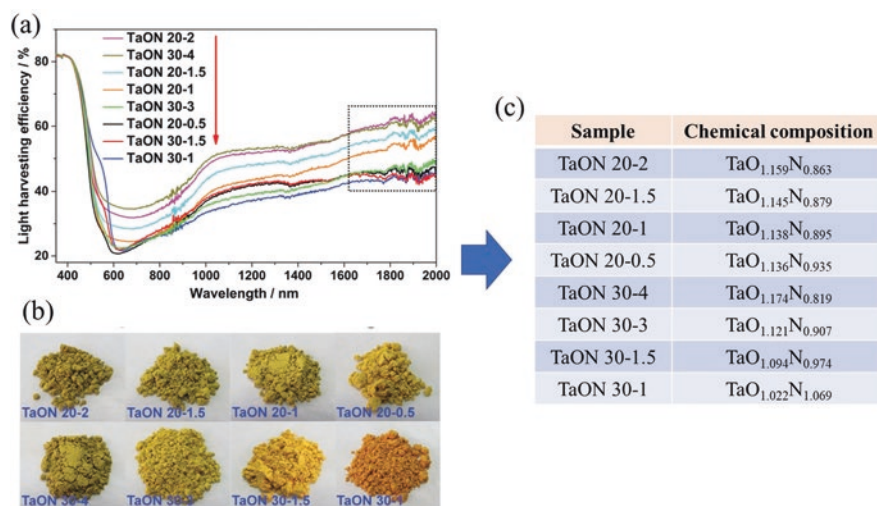 (a)
Light harvesting efficiency / %
80
60
40
20
TaON 20-2
TaON 30-4
TaON 20-1.5
TaON 20-1
TaON 30-3
TaON 20-0.5
TaON 30-1.5
TaON 30-1
400 600 800 1000 1200 1400 1600 1800 2000
Wavelength / nm
(b)
TaON 20-2 TaON 20-1.5 TaON 20-1 TaON 20-0.5
TaON 30-4 TaON 30-3 TaON 30-1.5 TaON 30-1
(c)
Sample Chemical composition
TaON 20-2 TaO1.159N0.863
TaON 20-1.5 TaO1.145N0.879
TaON 20-1 TaO1.138N0.895
TaON 20-0.5 TaO1.136N0.935
TaON 30-4 TaO1.174N0.819
TaON 30-3 TaO1.121N0.907
TaON 30-1.5 TaO1.094N0.974
TaON 30-1 TaO1.022N1.069